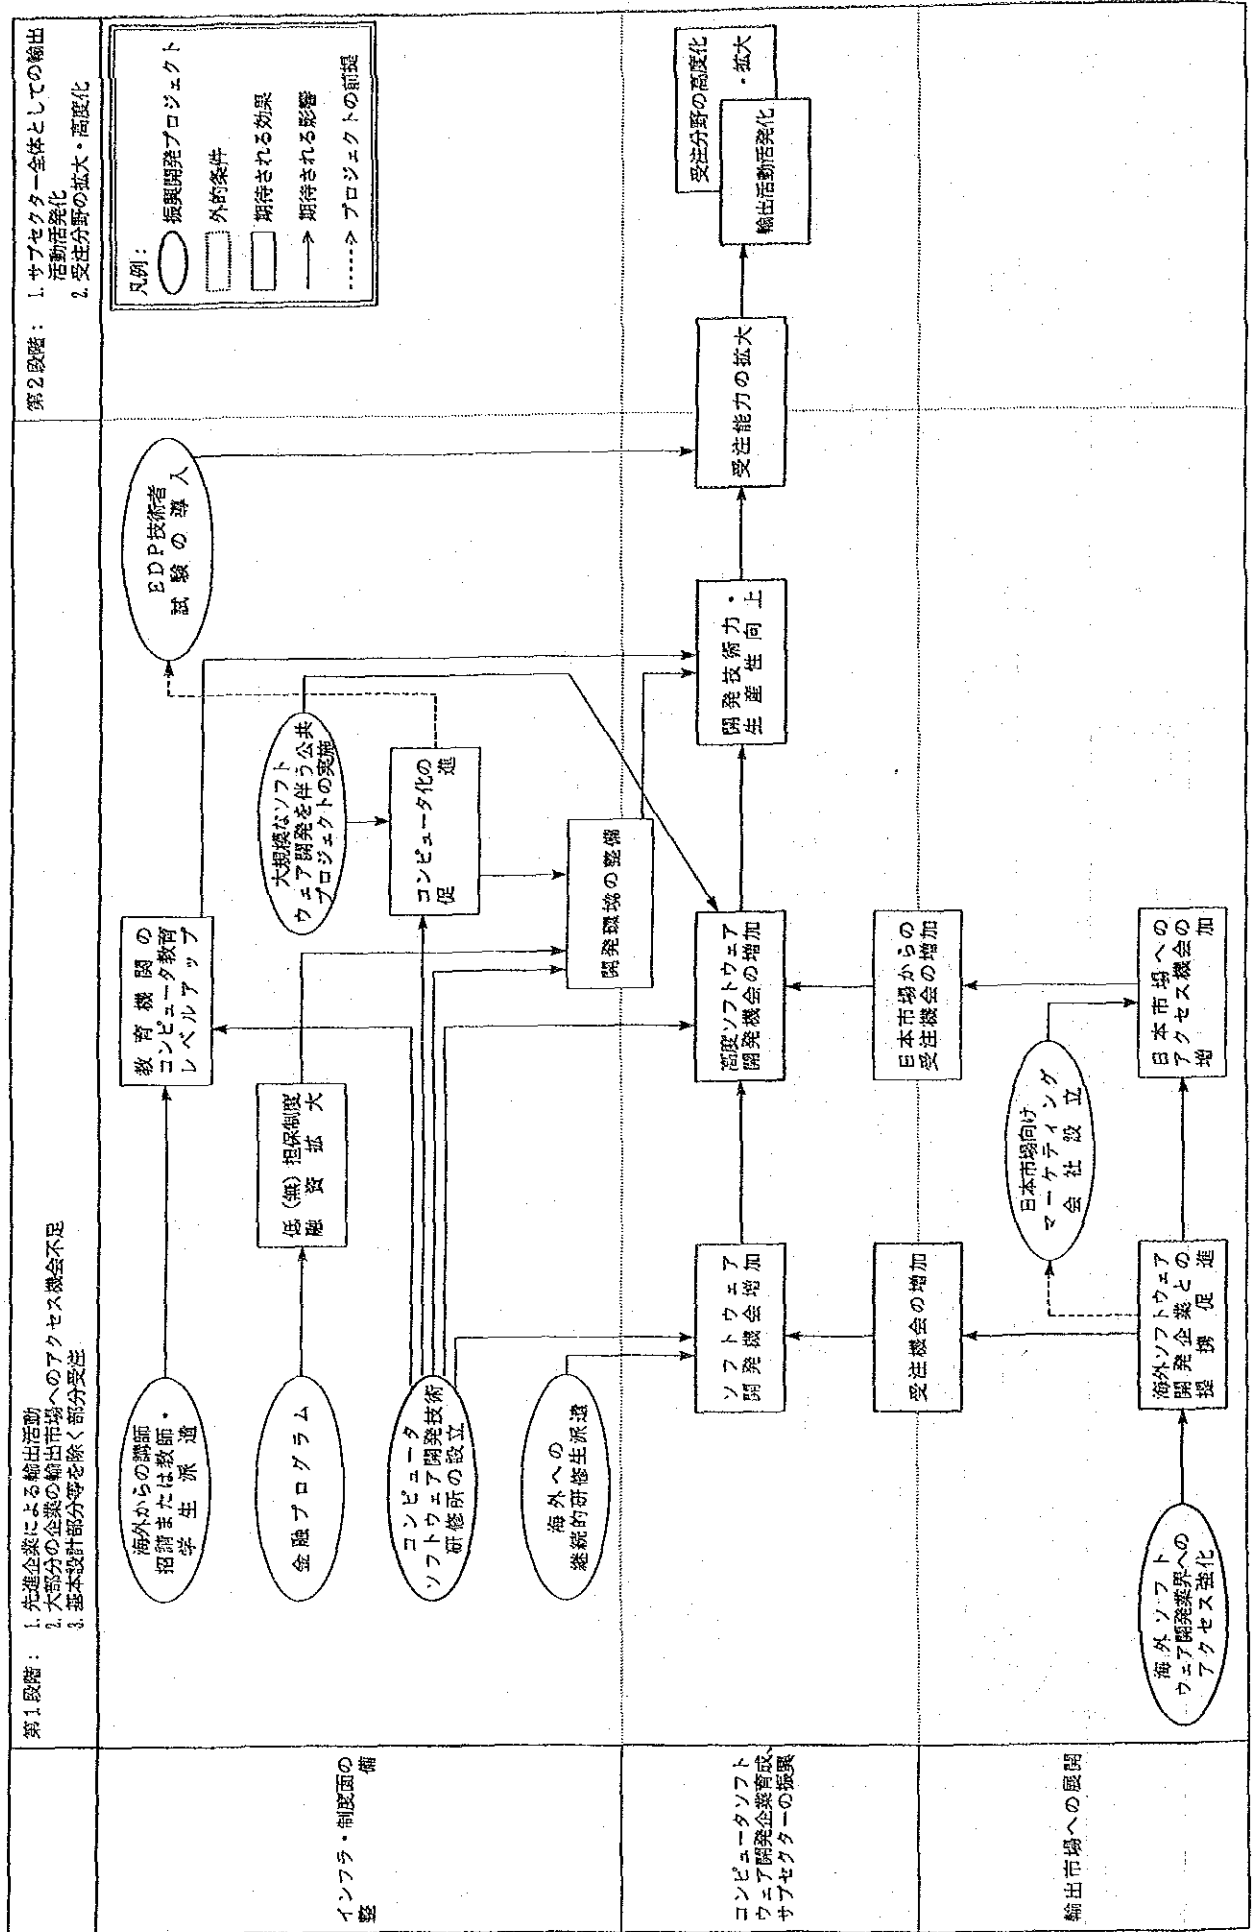 第1段階： 1. 先進企業による輸出活動
2. 大部分の企業の輸出市場へのアクセス機会不足
3. 基本設計部分等を除く部分受注
第2段階： 1. サブセクター全体としての輸出
活動活発化
2. 受注分野の拡大・高度化
凡例：
振興開発プロジェクト
外的条件
期待される効果
期待される影響
プロジェクトの前提
インフラ・制度面の
整 備
海外からの講師
招請または教師・
学 生 派 遣
教 育 機 関 の
コンピュータ教育
レ ベ ル ア ッ プ
EDP技術者
試 験 の 導 入
金融プログラム
低（無）担保制度
融 資 拡 大
大規模なソフト
ウェア開発を伴う公共
プロジェクトの実施
コンピュータ
ソフトウェア開発技術
研修所の設立
コンピュータ化の
促 進
海 外 へ の
継続的研修生派遣
開発環境の整備
コンピュータソフト
ウェア開発企業育成、
サブセクターの振興
ソ フ ト ウ ェ ア
開 発 機 会 増 加
高度ソフトウェア
開 発 機 会 の 増 加
開 発 技 術 力 ・
生 産 性 向 上
受注能力の拡大
受注分野の高度化
・拡大
輸出活動活発化
輸出市場への展開
受注機会の増加
日本市場からの
受注機会の増加
日本市場向け
マーケティング
会 社 設 立
海 外 ソ フ ト
ウェア開発業界への
アクセス強化
海外ソフトウェア
開 発 企 業 と の
提 携 促 進
日 本 市 場 へ の
アクセス機会の
増 加